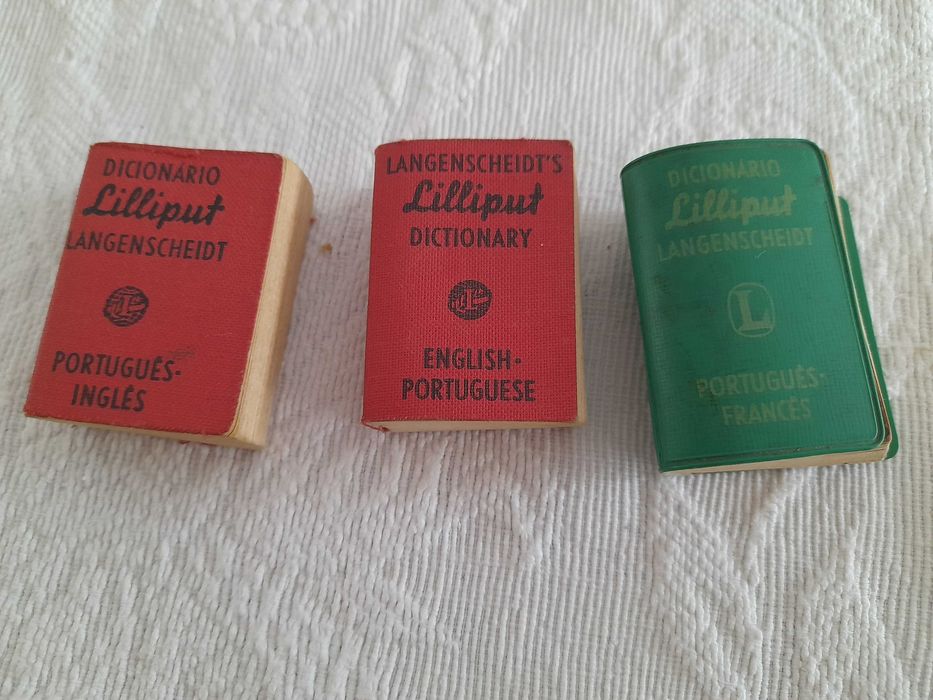 DICIONÁRIO
Lilliput
LANGENSCHEIDT
L
PORTUGUÊS-
INGLÊS
LANGENSCHEIDT'S
Lilliput
DICTIONARY
L
ENGLISH-
PORTUGUESE
DICIONÁRIO
Lilliput
LANGENSCHEIDT
L
PORTUGUÊS-
FRANCÊS